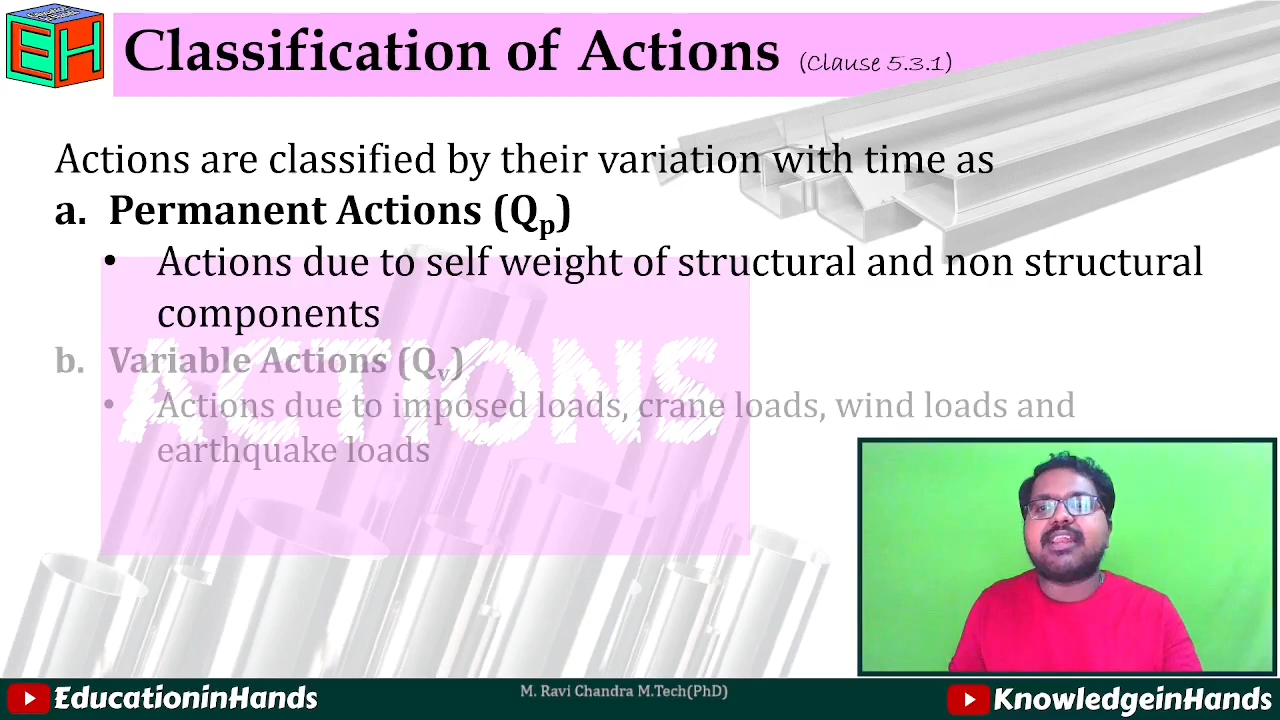 EH
Classification of Actions (Clause 5.3.1)
Actions are classified by their variation with time as
a. Permanent Actions (Qp)
• Actions due to self weight of structural and non structural
components
ACTIONS
b. Variable Actions (Qv)
• Actions due to imposed loads, crane loads, wind loads and
earthquake loads
EducationinHands
M. Ravi Chandra M.Tech(PhD)
KnowledgeinHands